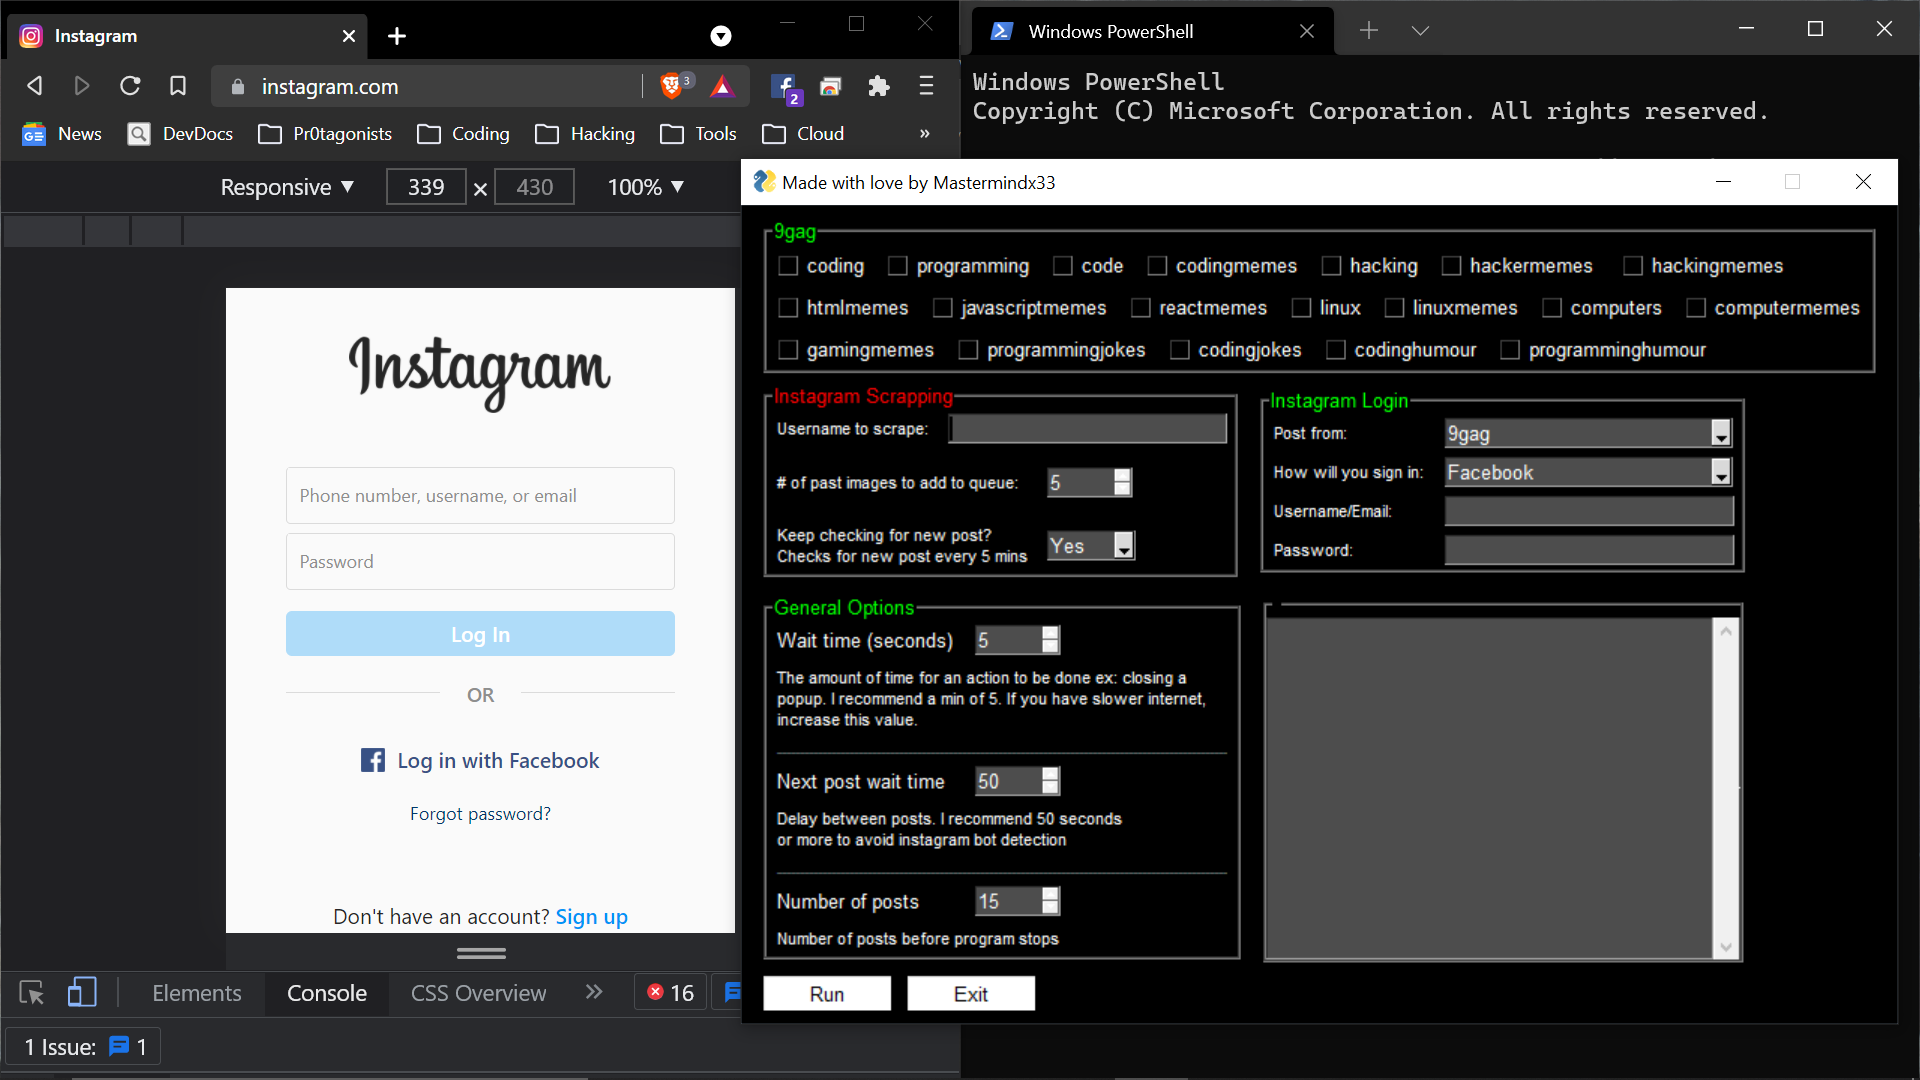 Instagram
instagram.com
3
2
News DevDocs Pr0tagonists Coding Hacking Tools Cloud »
Responsive ▼ 339 × 430 100% ▼
Instagram
Phone number, username, or email
Password
Log In
OR
Log in with Facebook
Forgot password?
Don't have an account? Sign up
Elements Console CSS Overview » 16
1 Issue: 1
Windows PowerShell
Windows PowerShell
Copyright (C) Microsoft Corporation. All rights reserved.
Made with love by Mastermindx33
9gag
coding programming code codingmemes hacking hackermemes hackingmemes
htmlmemes javascriptmemes reactmemes linux linuxmemes computers computermemes
gamingmemes programmingjokes codingjokes codinghumour programminghumour
Instagram Scrapping
Username to scrape:
# of past images to add to queue: 5
Keep checking for new post?
Checks for new post every 5 mins Yes
Instagram Login
Post from: 9gag
How will you sign in: Facebook
Username/Email:
Password:
General Options
Wait time (seconds) 5
The amount of time for an action to be done ex: closing a
popup. I recommend a min of 5. If you have slower internet,
increase this value.
Next post wait time 50
Delay between posts. I recommend 50 seconds
or more to avoid instagram bot detection
Number of posts 15
Number of posts before program stops
Run Exit